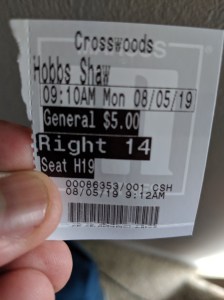 Crosswoods
Hobbs Shaw
09:10AM Mon 08/05/19
General $5.00
Right 14
Seat H19
00086353/001 CSH
08/05/19 9:12AM